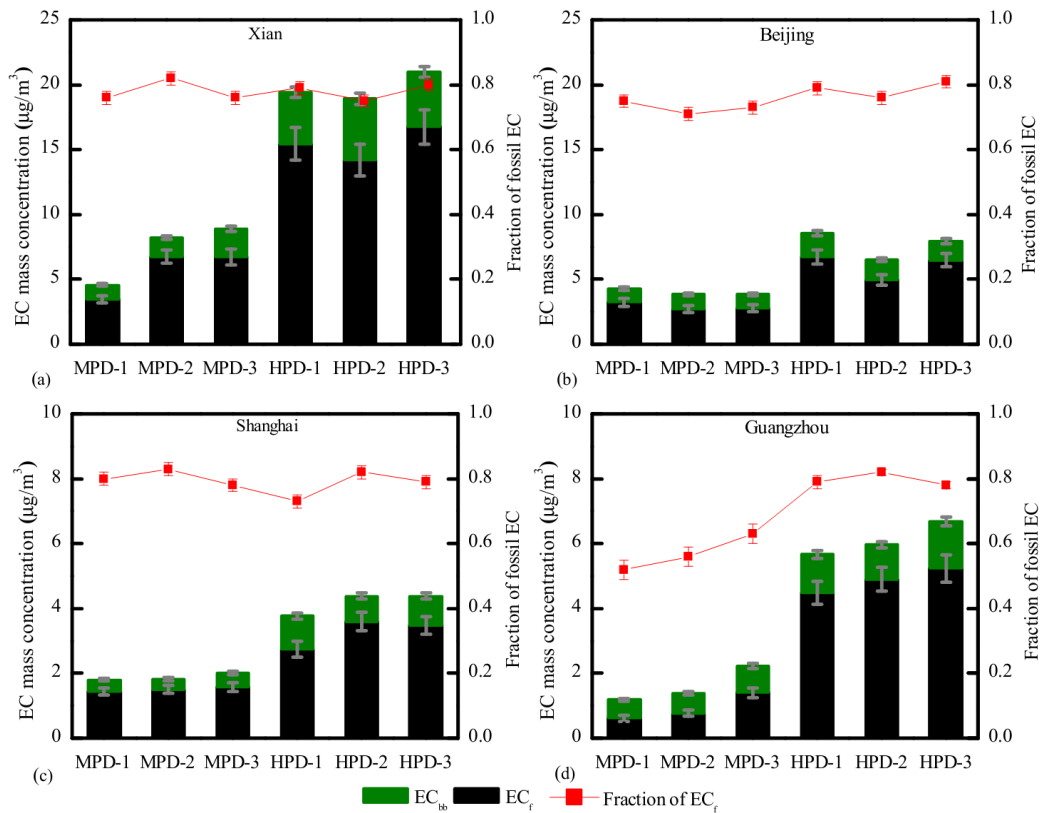 Xian
EC mass concentration (μg/m³)
25
20
15
10
5
0
1.0
0.8
0.6
0.4
0.2
0.0
Fraction of fossil EC
MPD-1 MPD-2 MPD-3 HPD-1 HPD-2 HPD-3
(a)
Beijing
EC mass concentration (μg/m³)
25
20
15
10
5
0
1.0
0.8
0.6
0.4
0.2
0.0
Fraction of fossil EC
MPD-1 MPD-2 MPD-3 HPD-1 HPD-2 HPD-3
(b)
Shanghai
EC mass concentration (μg/m³)
10
8
6
4
2
0
1.0
0.8
0.6
0.4
0.2
0.0
Fraction of fossil EC
MPD-1 MPD-2 MPD-3 HPD-1 HPD-2 HPD-3
(c)
Guangzhou
EC mass concentration (μg/m³)
10
8
6
4
2
0
1.0
0.8
0.6
0.4
0.2
0.0
Fraction of fossil EC
MPD-1 MPD-2 MPD-3 HPD-1 HPD-2 HPD-3
(d)
EC_bb EC_f Fraction of EC_f